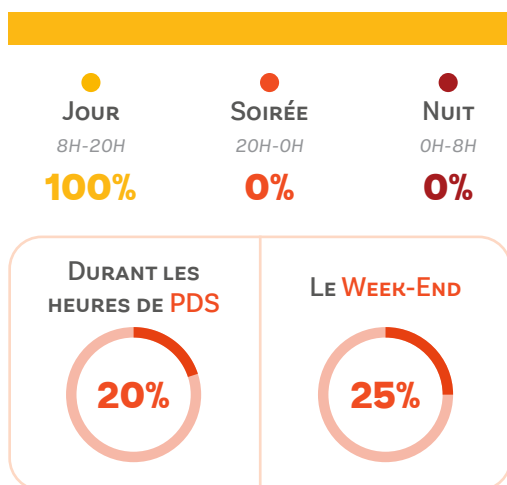 Jour Soirée Nuit
8H-20H 20H-0H 0H-8H
100% 0% 0%
Durant les
heures de PDS
Le Week-End
20% 25%